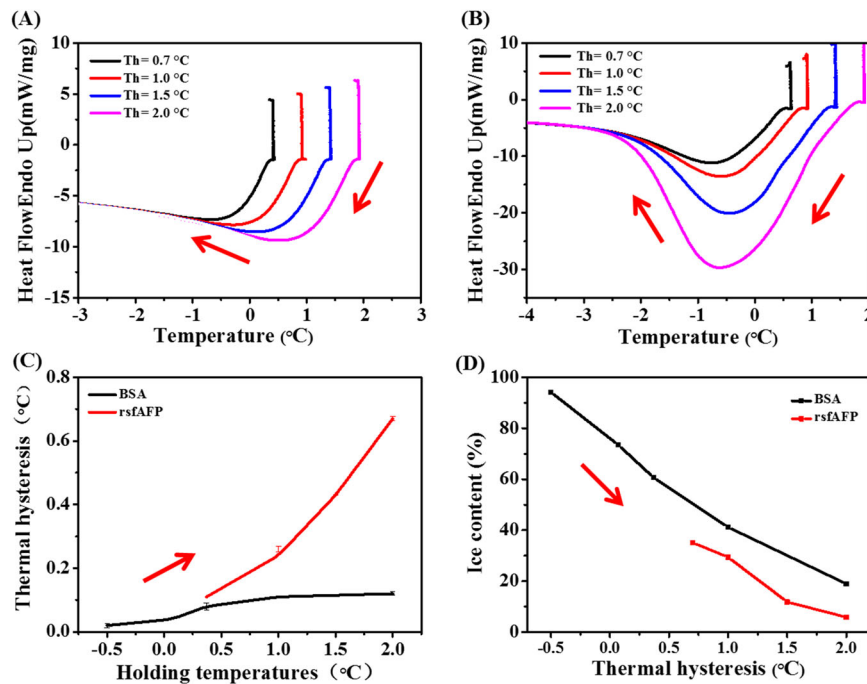 (A)
Th= 0.7 °C
Th= 1.0 °C
Th= 1.5 °C
Th= 2.0 °C
10
5
0
-5
-10
-15
Heat FlowEndo Up(mW/mg)
-3
-2
-1
0
1
2
3
Temperature (°C)
(B)
Th= 0.7 °C
Th= 1.0 °C
Th= 1.5 °C
Th= 2.0 °C
10
0
-10
-20
-30
Heat FlowEndo Up(mW/mg)
-4
-3
-2
-1
0
1
2
Temperature (°C)
(C)
BSA
rsfAFP
0.8
0.6
0.4
0.2
0.0
Thermal hysteresis (°C)
-0.5
0.0
0.5
1.0
1.5
2.0
Holding temperatures (°C)
(D)
BSA
rsfAFP
100
80
60
40
20
0
Ice content (%)
-0.5
0.0
0.5
1.0
1.5
2.0
Thermal hysteresis (°C)